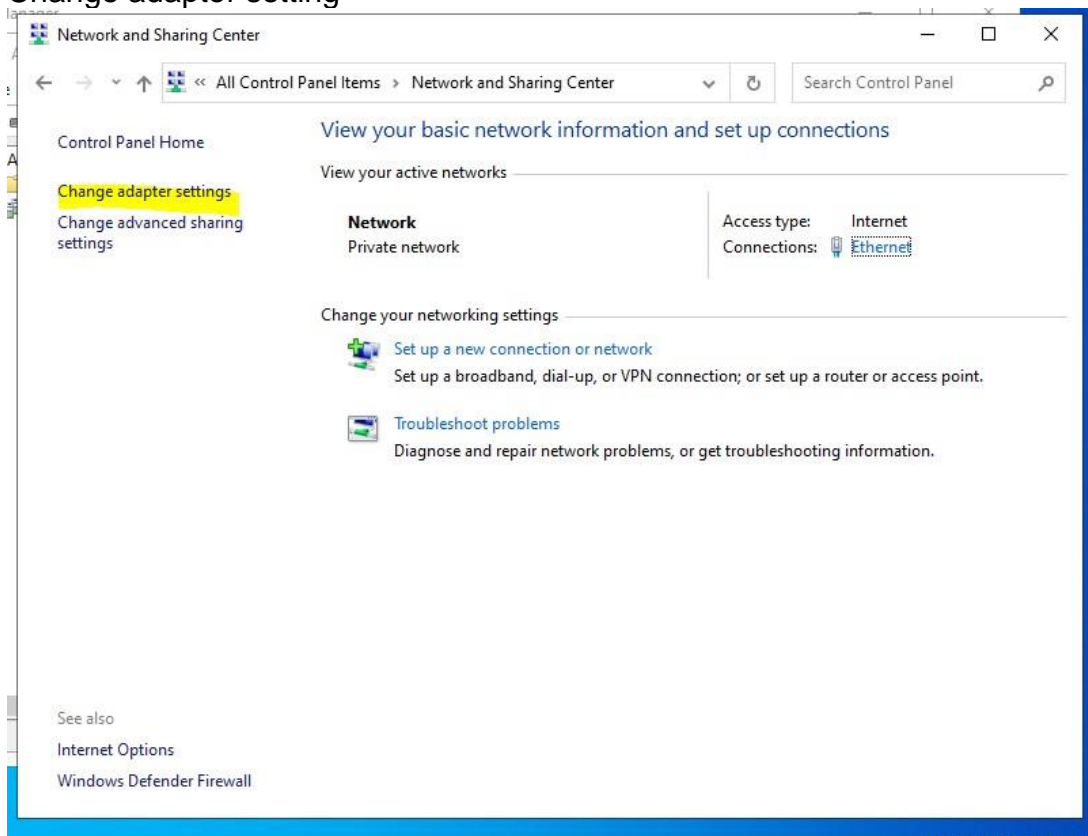 Change adapter setting
Network and Sharing Center
« All Control Panel Items › Network and Sharing Center
Search Control Panel
Control Panel Home
Change adapter settings
Change advanced sharing
settings
View your basic network information and set up connections
View your active networks
Network
Private network
Access type: Internet
Connections: Ethernet
Change your networking settings
Set up a new connection or network
Set up a broadband, dial-up, or VPN connection; or set up a router or access point.
Troubleshoot problems
Diagnose and repair network problems, or get troubleshooting information.
See also
Internet Options
Windows Defender Firewall